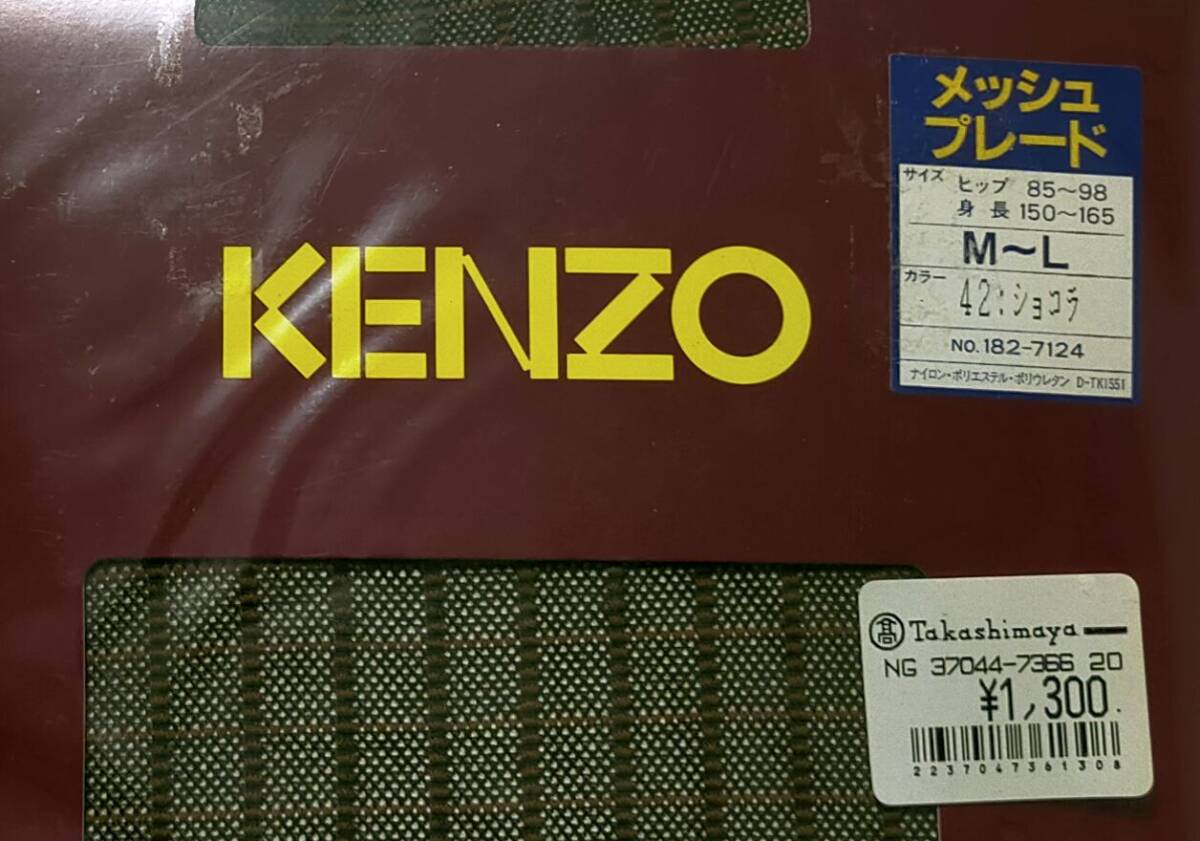 KENZO
メッシュ
プレード
サイズ ヒップ 85〜98
身長 150〜165
M〜L
カラー 42:ショコラ
NO.182-7124
ナイロン・ポリエステル・ポリウレタン D-TK1551
髙 Takashimaya
NG 37044-7366 20
¥1,300.
2237047361308